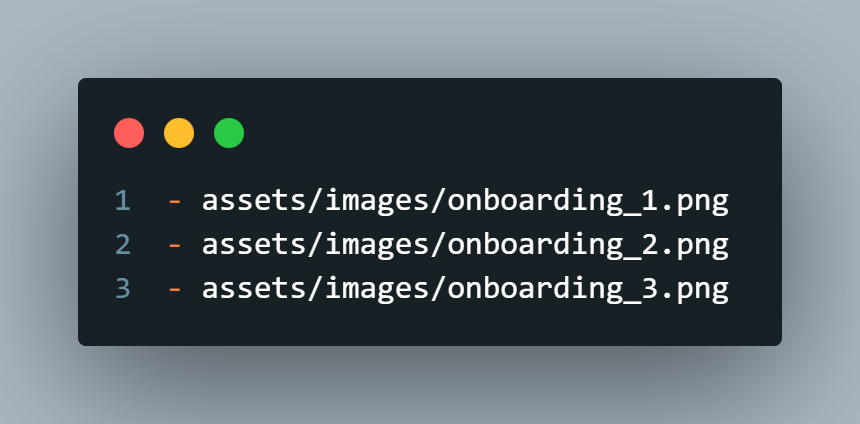 1 - assets/images/onboarding_1.png
2 - assets/images/onboarding_2.png
3 - assets/images/onboarding_3.png